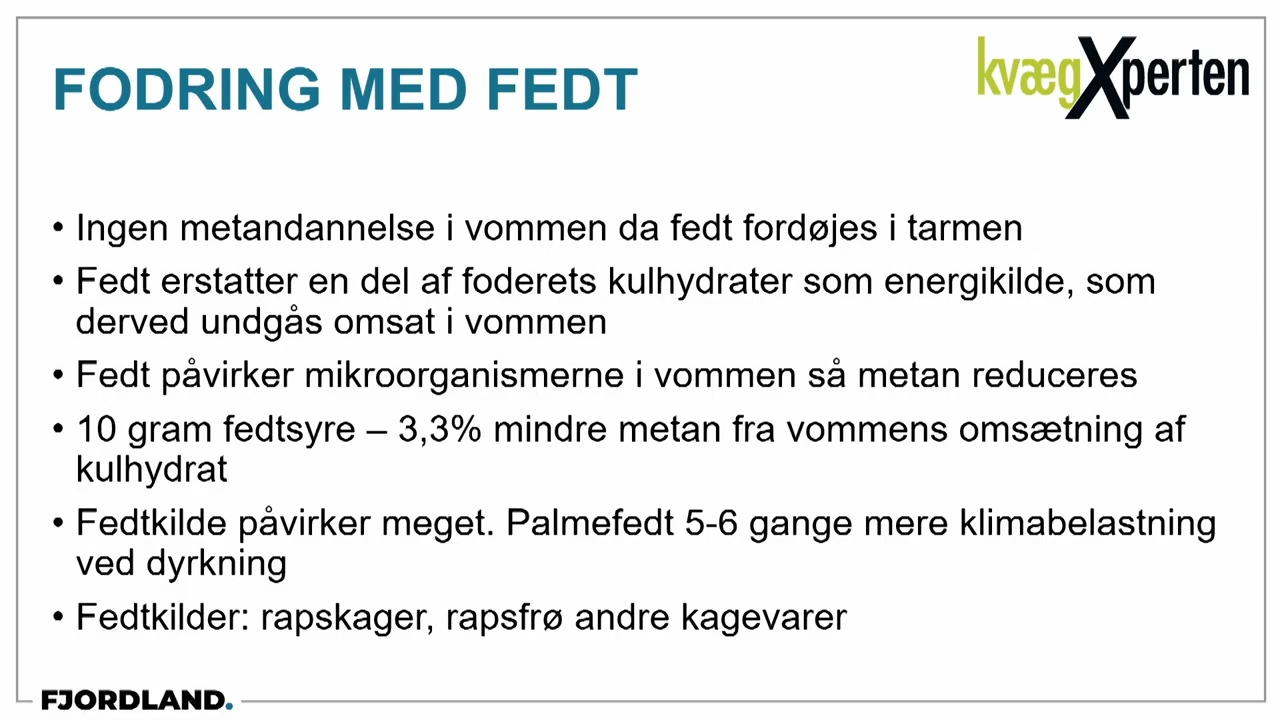 FODRING MED FEDT
kvægXperten
• Ingen metandannelse i vommen da fedt fordøjes i tarmen
• Fedt erstatter en del af foderets kulhydrater som energikilde, som
derved undgås omsat i vommen
• Fedt påvirker mikroorganismerne i vommen så metan reduceres
• 10 gram fedtsyre – 3,3% mindre metan fra vommens omsætning af
kulhydrat
• Fedtkilde påvirker meget. Palmefedt 5-6 gange mere klimabelastning
ved dyrkning
• Fedtkilder: rapskager, rapsfrø andre kagevarer
FJORDLAND.